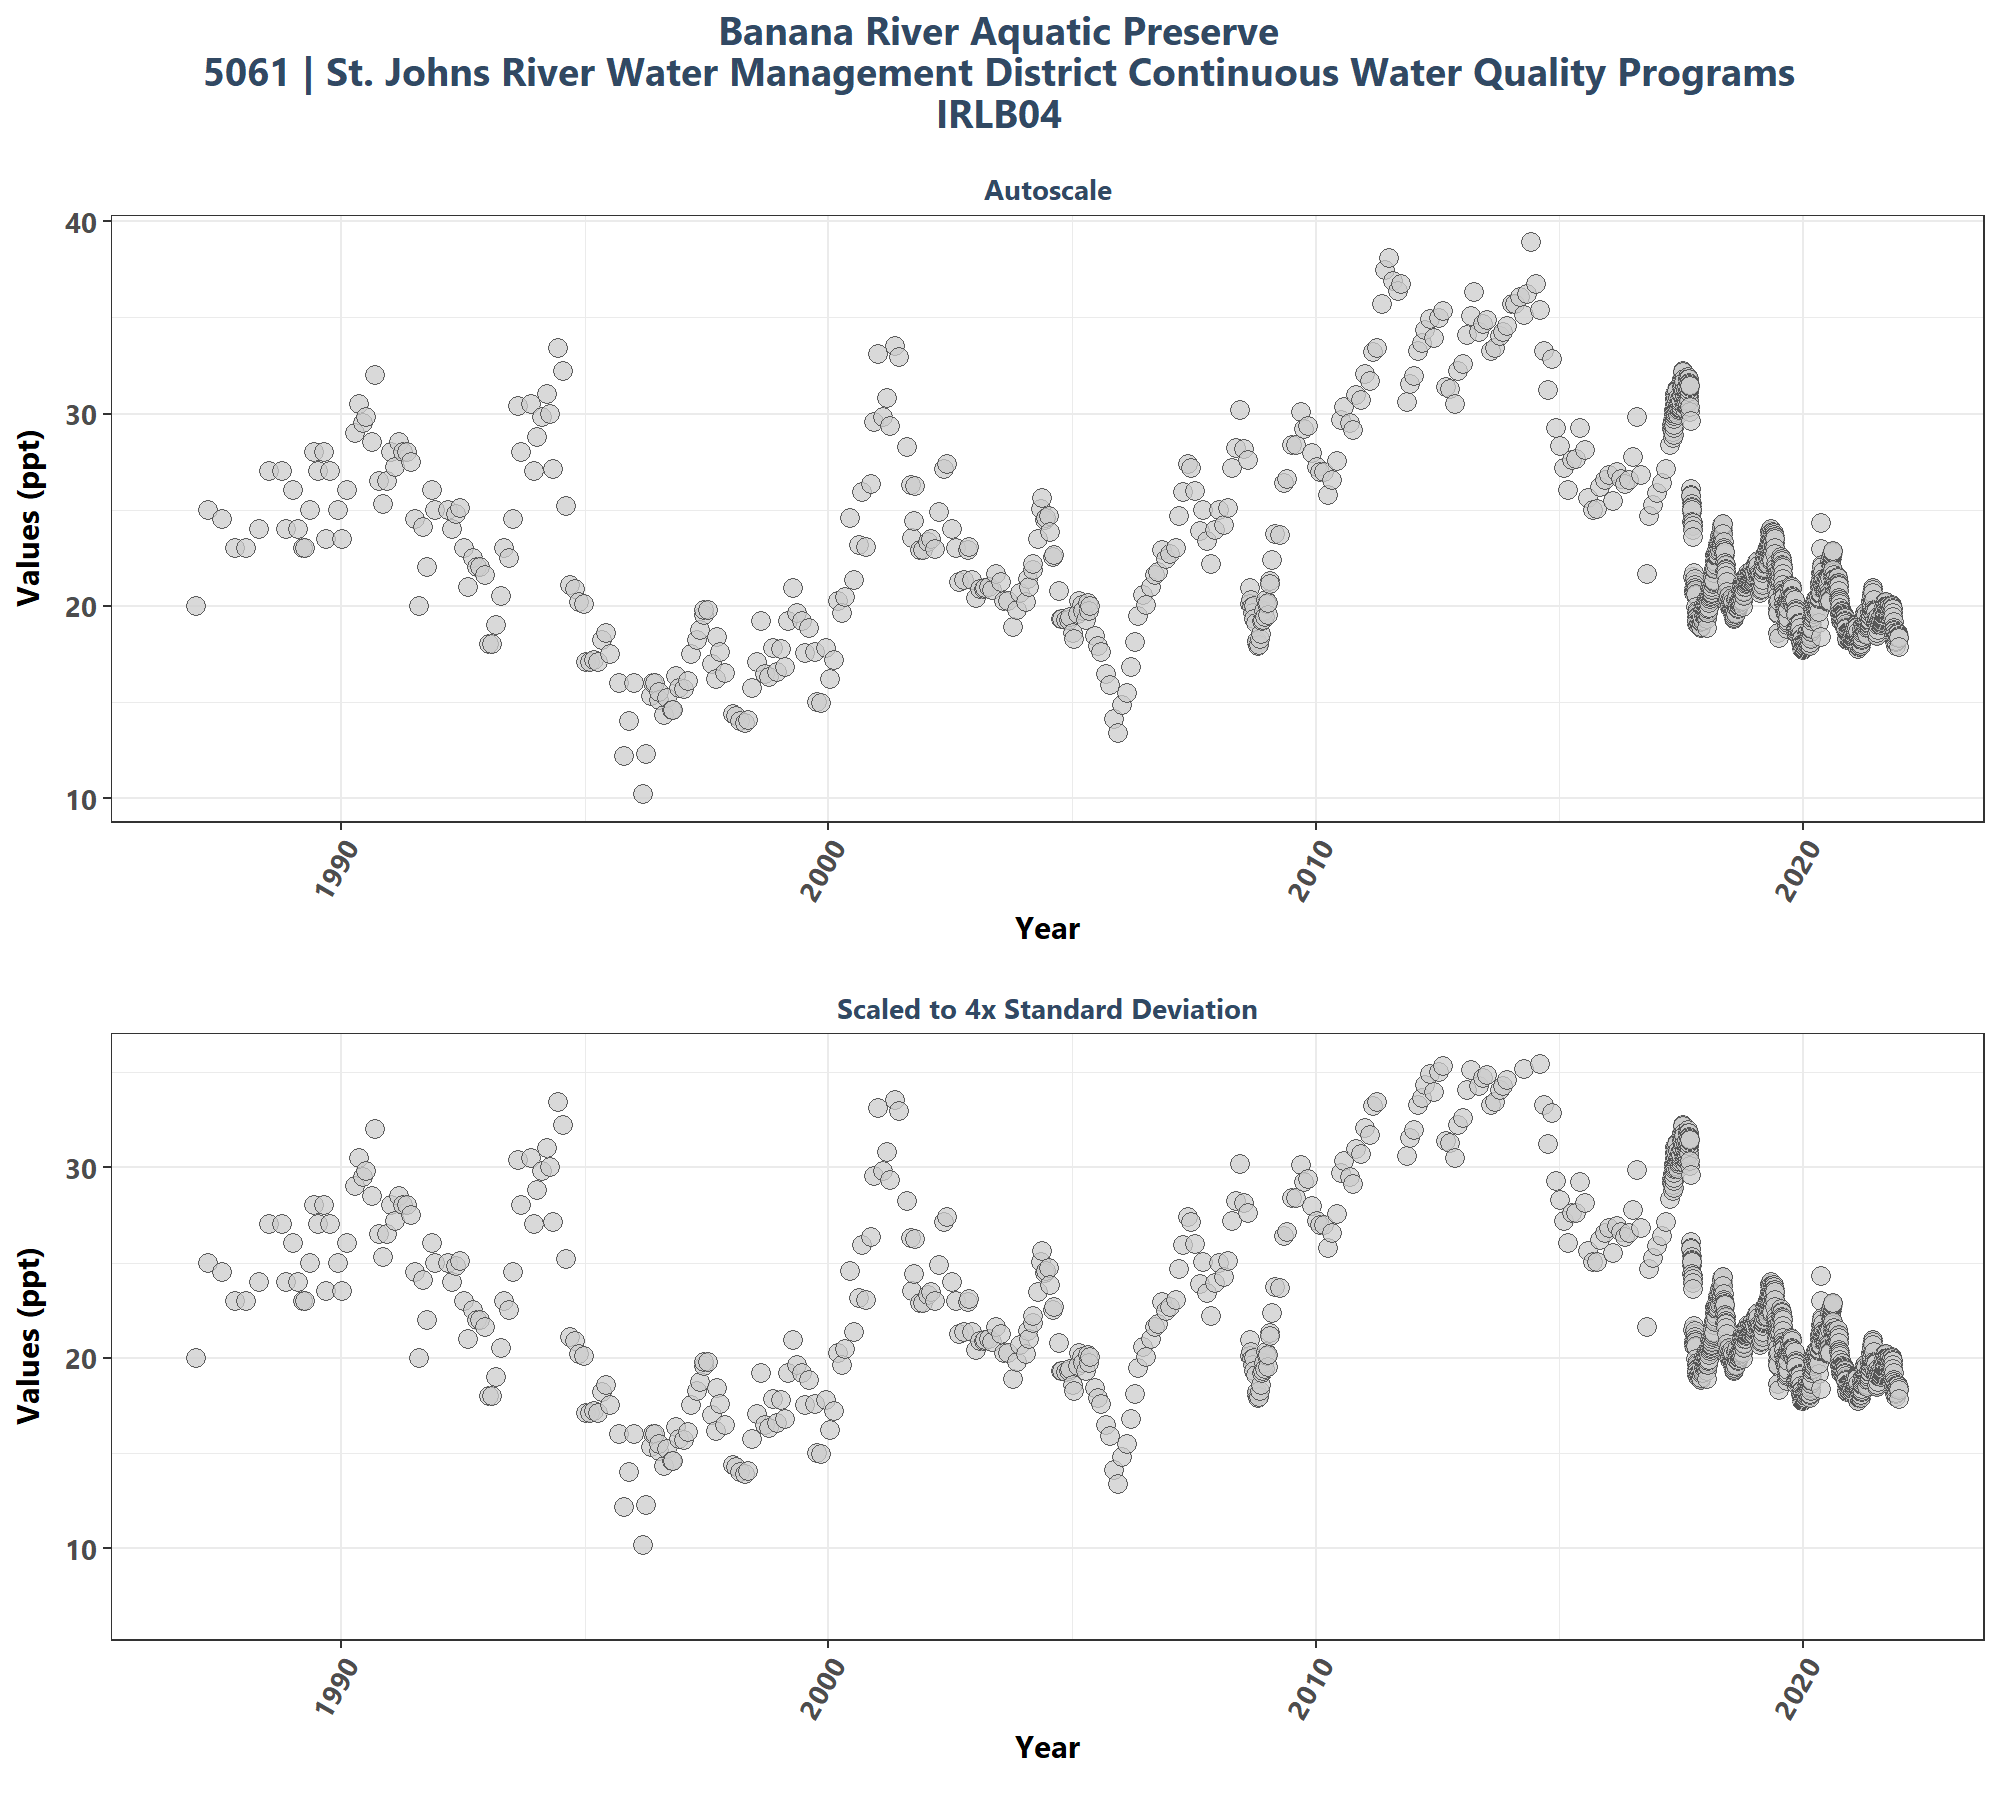 Banana River Aquatic Preserve
5061 | St. Johns River Water Management District Continuous Water Quality Programs
IRLB04
Autoscale
Values (ppt)
40
30
20
10
1990
2000
2010
2020
Year
Scaled to 4x Standard Deviation
Values (ppt)
30
20
10
1990
2000
2010
2020
Year